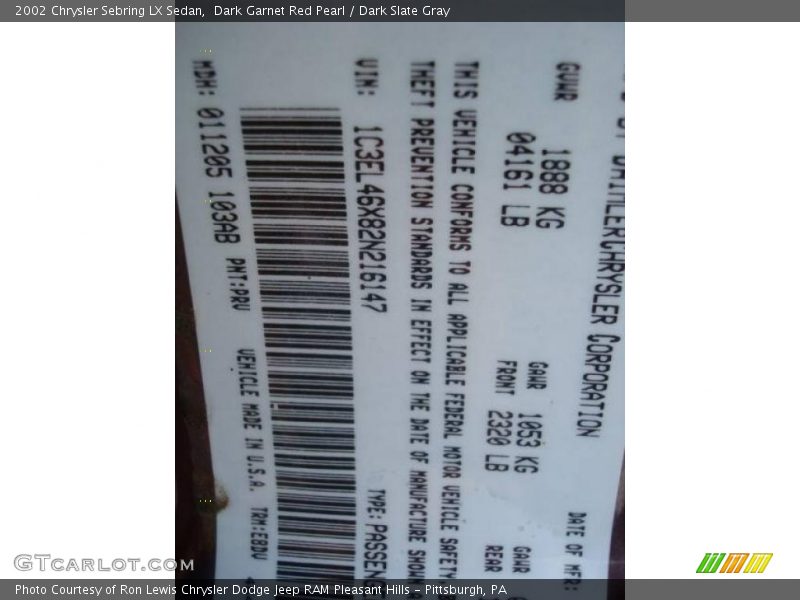 2002 Chrysler Sebring LX Sedan,  Dark Garnet Red Pearl / Dark Slate Gray
DAIMLERCHRYSLER CORPORATION
DATE OF MFR:
GVWR 1888 KG
04161 LB
GAWR FRONT 1053 KG
2320 LB
GAWR REAR
THIS VEHICLE CONFORMS TO ALL APPLICABLE FEDERAL MOTOR VEHICLE SAFETY,
THEFT PREVENTION STANDARDS IN EFFECT ON THE DATE OF MANUFACTURE SHOWN
VIN: 1C3EL46X82N216147 TYPE: PASSENG
MDH: 011205 103AB PNT:PRV VEHICLE MADE IN U.S.A. TRM:E8DV
GTCarLot.com
Photo Courtesy of Ron Lewis Chrysler Dodge Jeep RAM Pleasant Hills - Pittsburgh, PA